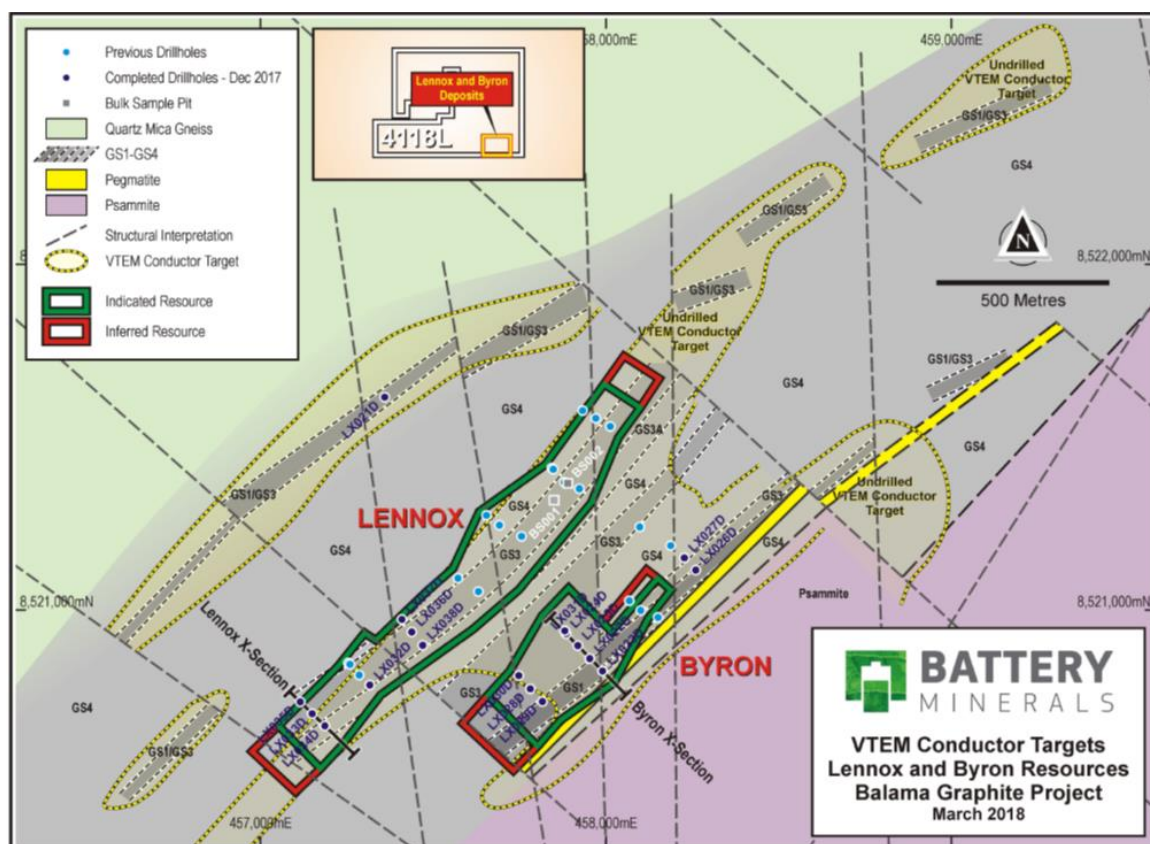 Previous Drillholes
Completed Drillholes - Dec 2017
Bulk Sample Pit
Quartz Mica Gneiss
GS1-GS4
Pegmatite
Psammite
Structural Interpretation
VTEM Conductor Target
Indicated Resource
Inferred Resource
Lennox and Byron
Deposits
4118L
58,000mE
459,000mE
Undrilled
VTEM Conductor
Target
GS1/GS3
GS4
N
8,522,000mN
500 Metres
GS1/GS3
Undrilled
VTEM Conductor
Target
GS1/GS3
GS1/GS3
GS4
GS4
LX021D
GS3A
BS002
GS4
BS001
GS4
GS1/GS3
LENNOX
GS3
GS3
GS4
GS3
GS4
Undrilled
VTEM Conductor
Target
GS4
GS1/GS3
GS4
LX027D
LX026D
8,521,000mN
8,521,000mN
Psammite
LX036D
LX038D
LX032D
Lennox X-Section
BYRON
GS1
GS3
GS4
GS1/GS3
Byron X-Section
457,000mE
458,000mE
BATTERY
MINERALS
VTEM Conductor Targets
Lennox and Byron Resources
Balama Graphite Project
March 2018